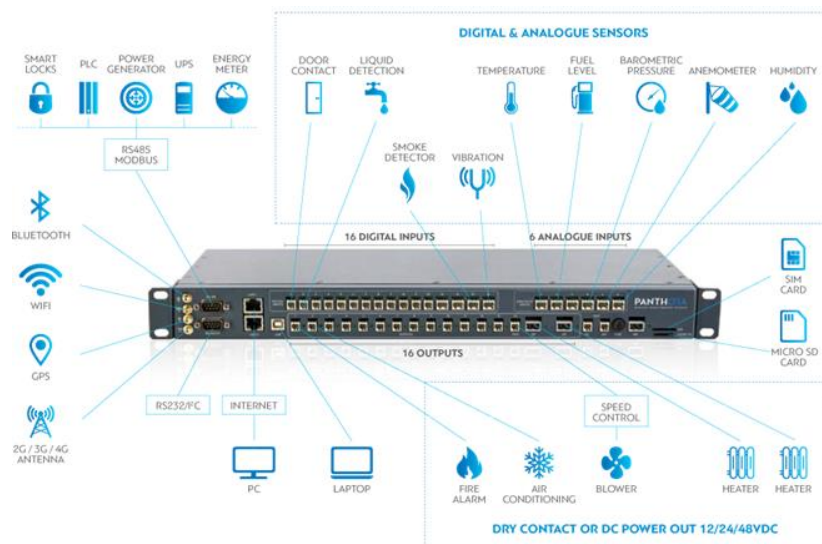 DIGITAL & ANALOGUE SENSORS
SMART
LOCKS
PLC
POWER
GENERATOR
UPS
ENERGY
METER
DOOR
CONTACT
LIQUID
DETECTION
TEMPERATURE
FUEL
LEVEL
BAROMETRIC
PRESSURE
ANEMOMETER
HUMIDITY
RS485
MODBUS
SMOKE
DETECTOR
VIBRATION
BLUETOOTH
16 DIGITAL INPUTS
6 ANALOGUE INPUTS
WIFI
PANTHORA
SIM
CARD
GPS
16 OUTPUTS
MICRO SD
CARD
RS232/I²C
INTERNET
SPEED
CONTROL
2G / 3G / 4G
ANTENNA
PC
LAPTOP
FIRE
ALARM
AIR
CONDITIONING
BLOWER
HEATER
HEATER
DRY CONTACT OR DC POWER OUT 12/24/48VDC